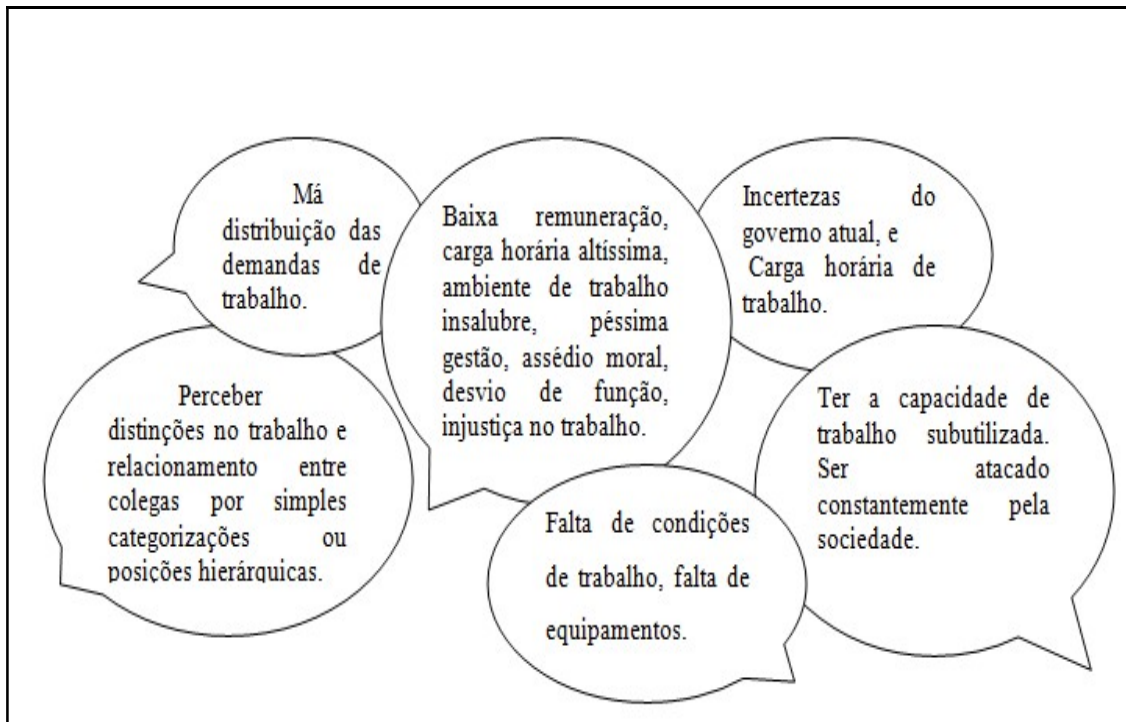 Má
distribuição das
demandas de
trabalho.
Baixa remuneração,
carga horária altíssima,
ambiente de trabalho
insalubre, péssima
gestão, assédio moral,
desvio de função,
injustiça no trabalho.
Incertezas do
governo atual, e
Carga horária de
trabalho.
Perceber
distinções no trabalho e
relacionamento entre
colegas por simples
categorizações ou
posições hierárquicas.
Falta de condições
de trabalho, falta de
equipamentos.
Ter a capacidade de
trabalho subutilizada.
Ser atacado
constantemente pela
sociedade.